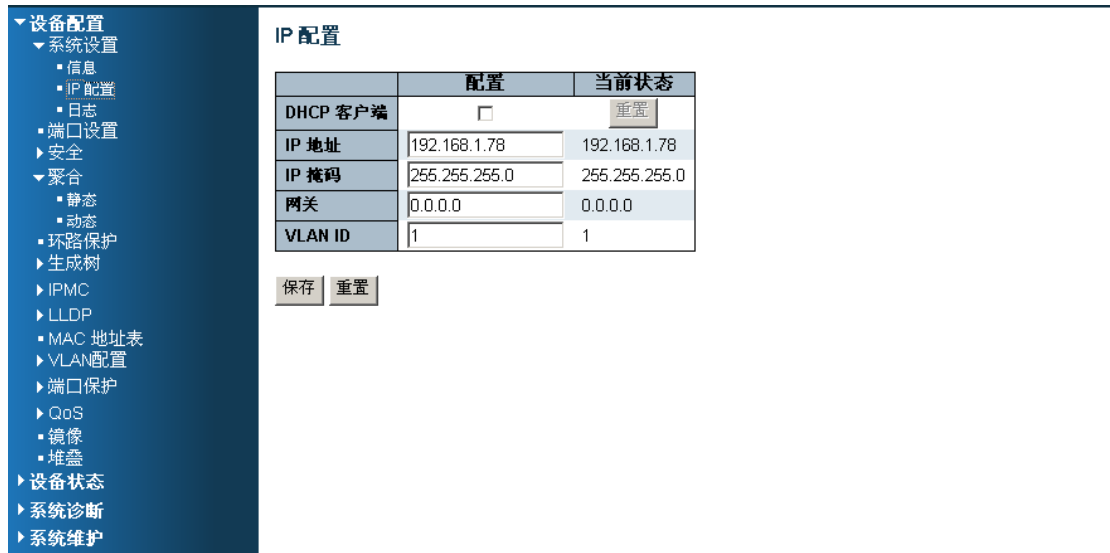 设备配置
系统设置
信息
IP 配置
日志
端口设置
安全
聚合
静态
动态
环路保护
生成树
IPMC
LLDP
MAC 地址表
VLAN配置
端口保护
QoS
镜像
堆叠
设备状态
系统诊断
系统维护
IP 配置
配置 当前状态
DHCP 客户端 重置
IP 地址 192.168.1.78 192.168.1.78
IP 掩码 255.255.255.0 255.255.255.0
网关 0.0.0.0 0.0.0.0
VLAN ID 1 1
保存 重置